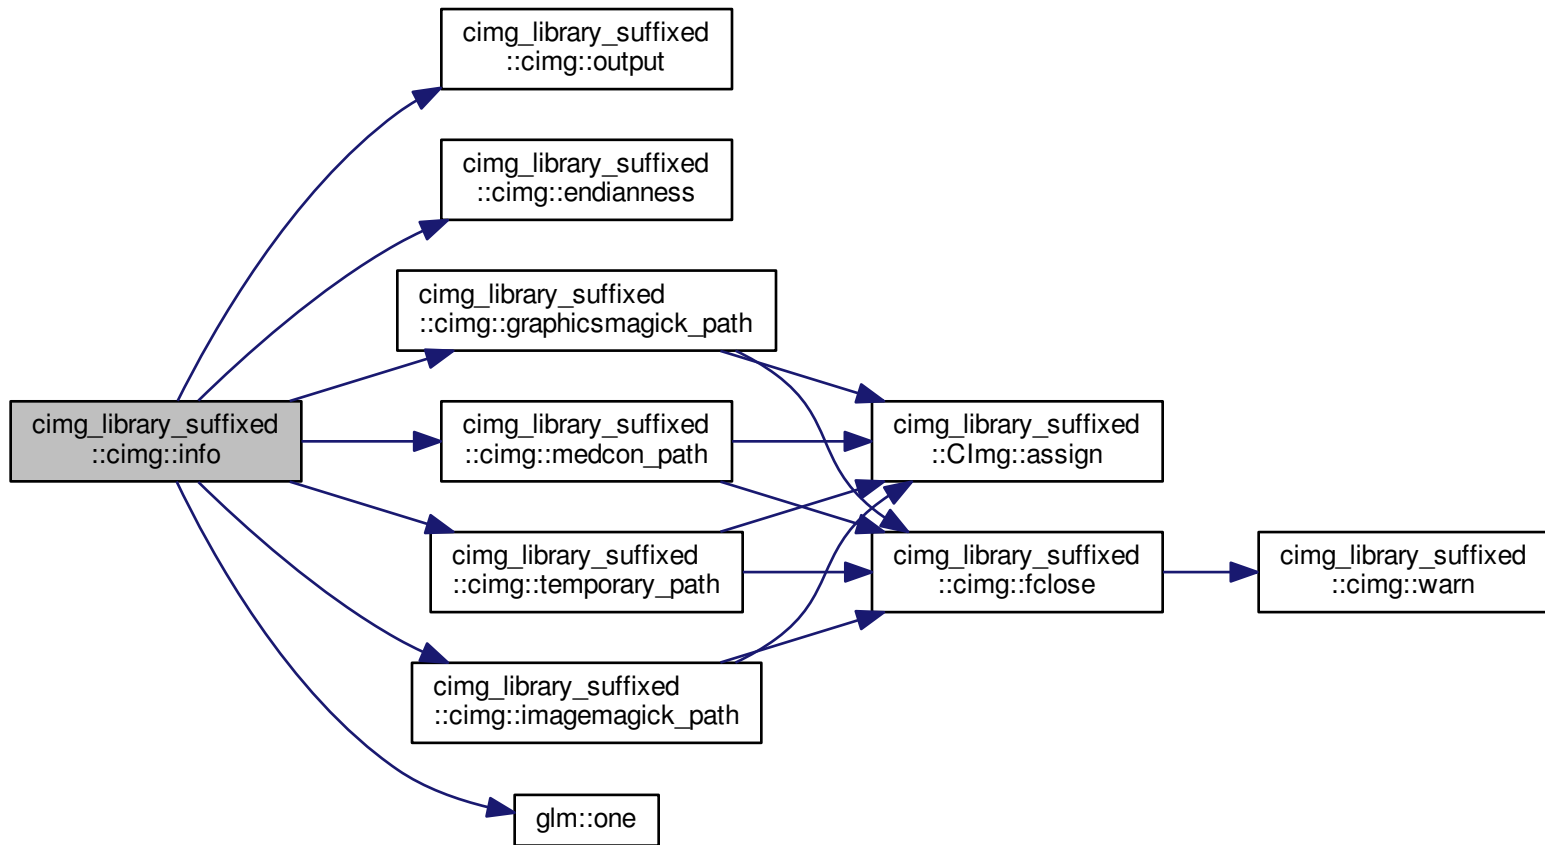 cimg_library_suffixed
::cimg::output
cimg_library_suffixed
::cimg::endianness
cimg_library_suffixed
::cimg::graphicsmagick_path
cimg_library_suffixed
::cimg::info
cimg_library_suffixed
::cimg::medcon_path
cimg_library_suffixed
::CImg::assign
cimg_library_suffixed
::cimg::temporary_path
cimg_library_suffixed
::cimg::fclose
cimg_library_suffixed
::cimg::warn
cimg_library_suffixed
::cimg::imagemagick_path
glm::one